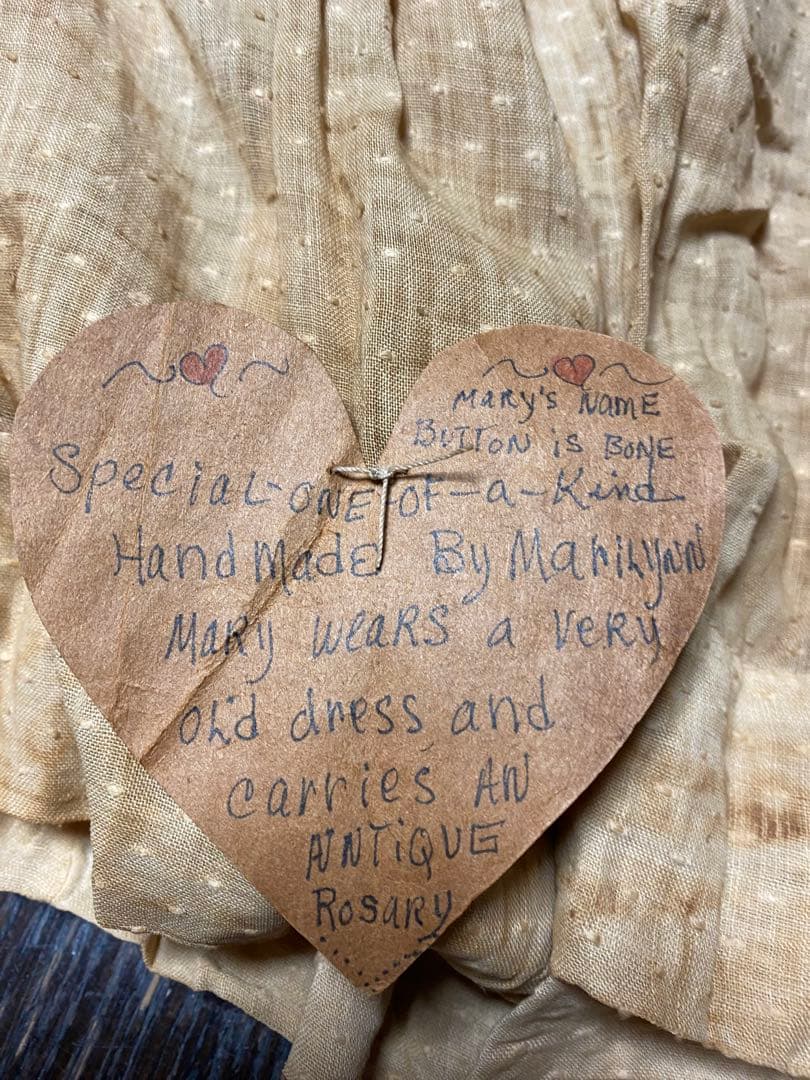 MARY'S NAME
BUTTON iS BONE
Special-ONE-OF-a-Kind
HandMade By MaRiLYNN
MARY WEARS a VERY
OLd dress and
carries AN
ANTiQUE
RosARY